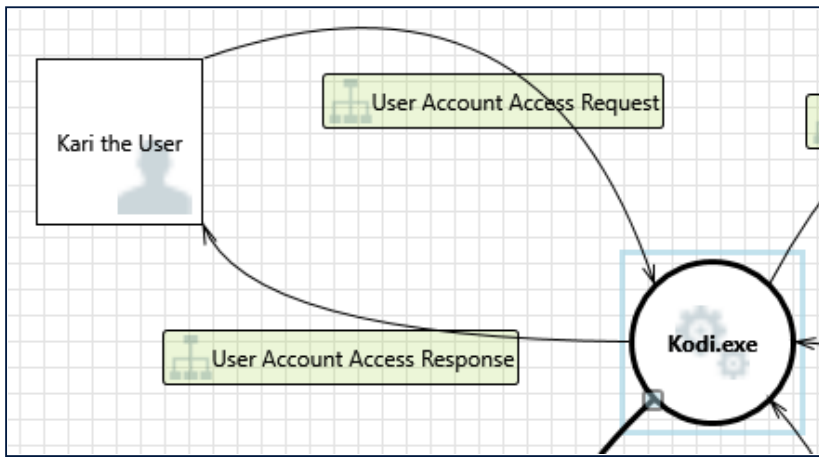 User Account Access Request
Kari the User
Kodi.exe
User Account Access Response